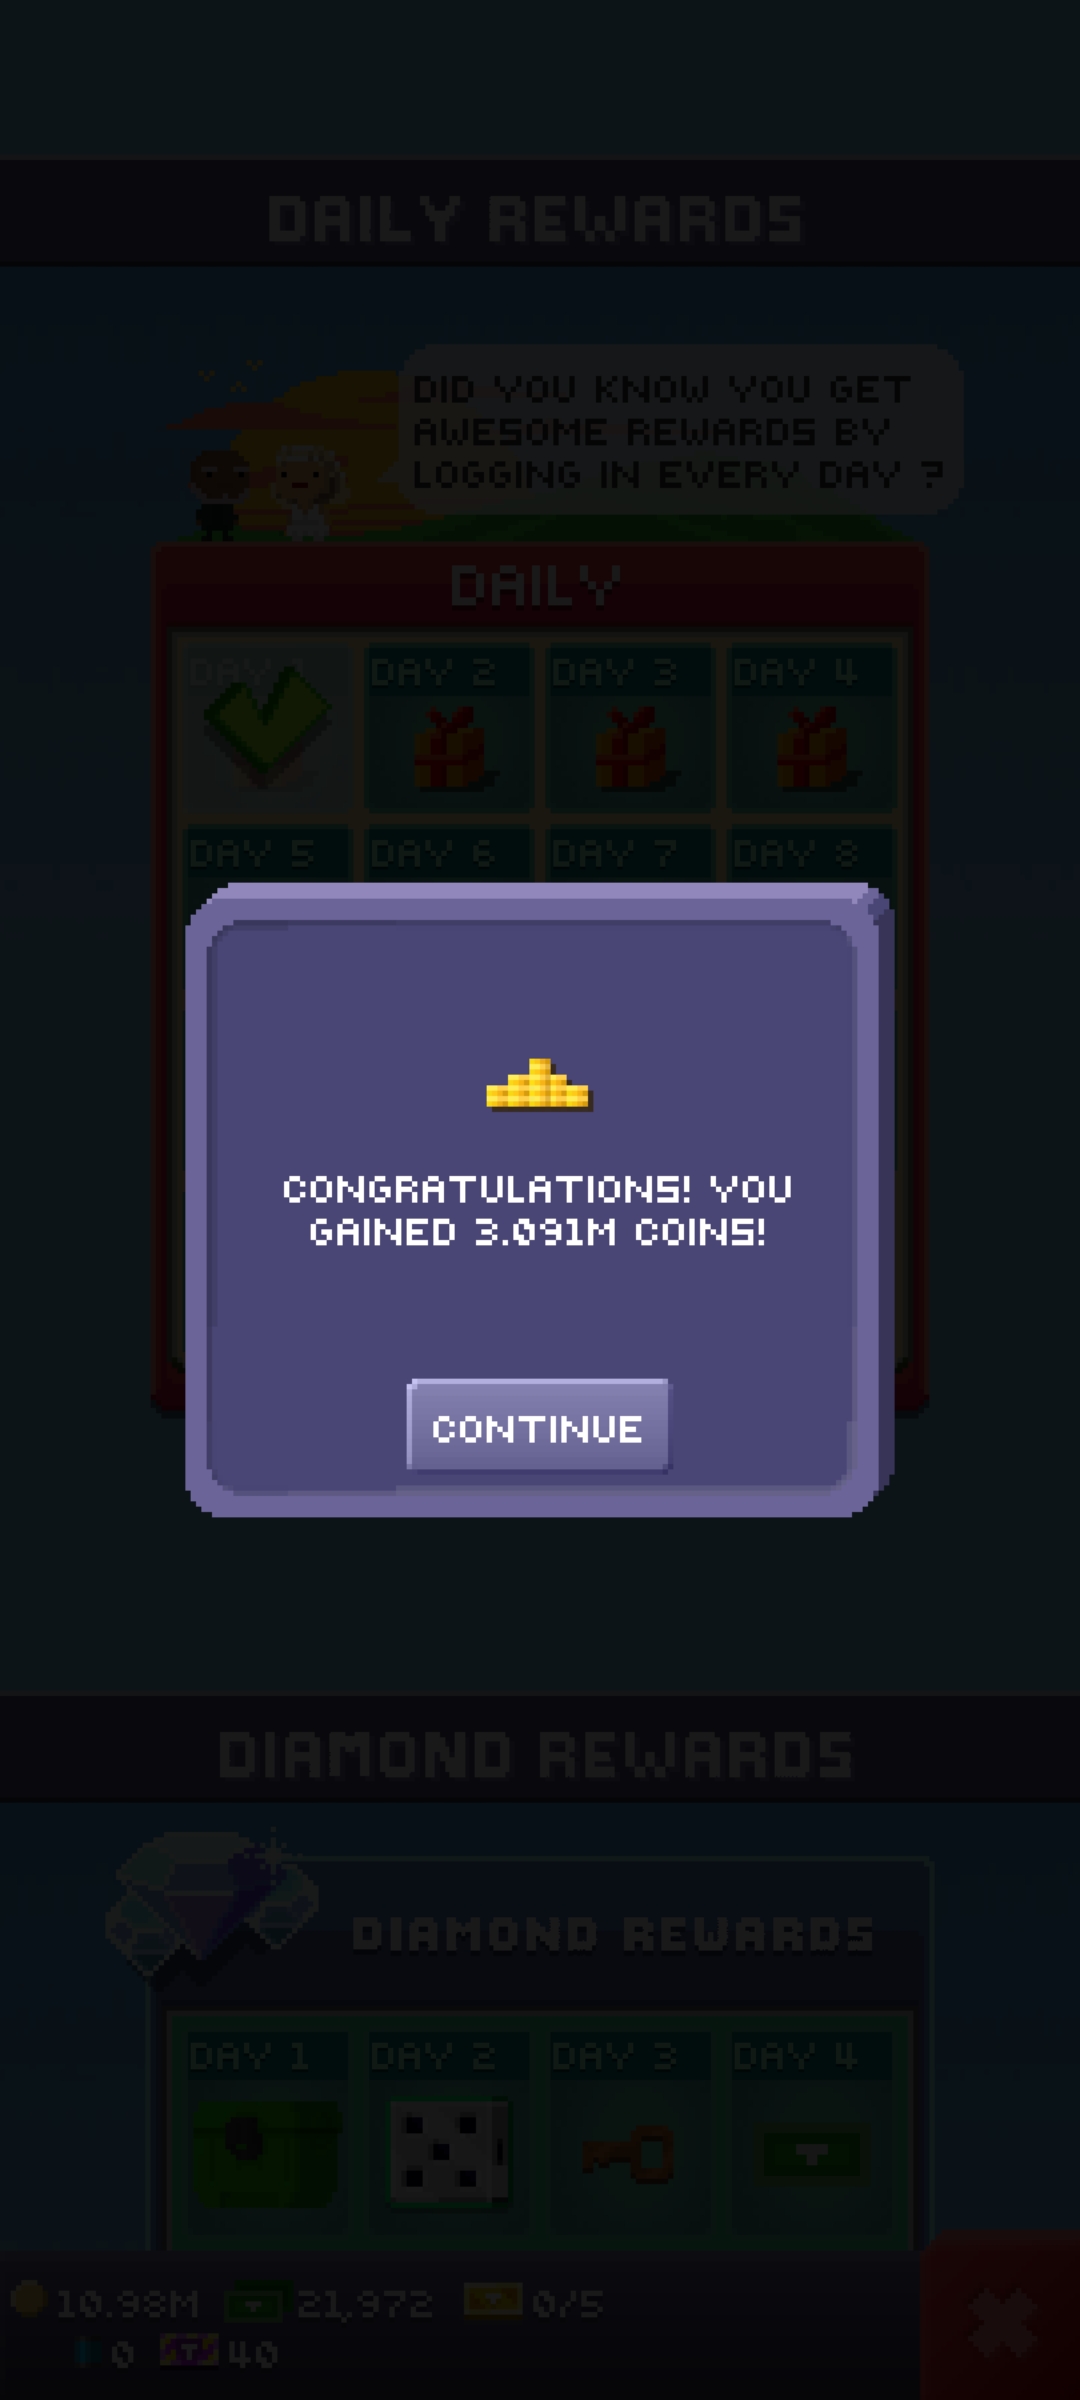 DAILY REWARDS
DID YOU KNOW YOU GET
AWESOME REWARDS BY
LOGGING IN EVERY DAY ?
DAILY
DAY 1 DAY 2 DAY 3 DAY 4
DAY 5 DAY 6 DAY 7 DAY 8
CONGRATULATIONS! YOU
GAINED 3.091M COINS!
CONTINUE
DIAMOND REWARDS
DIAMOND REWARDS
DAY 1 DAY 2 DAY 3 DAY 4
10.98M 21,972 0/5
0 40